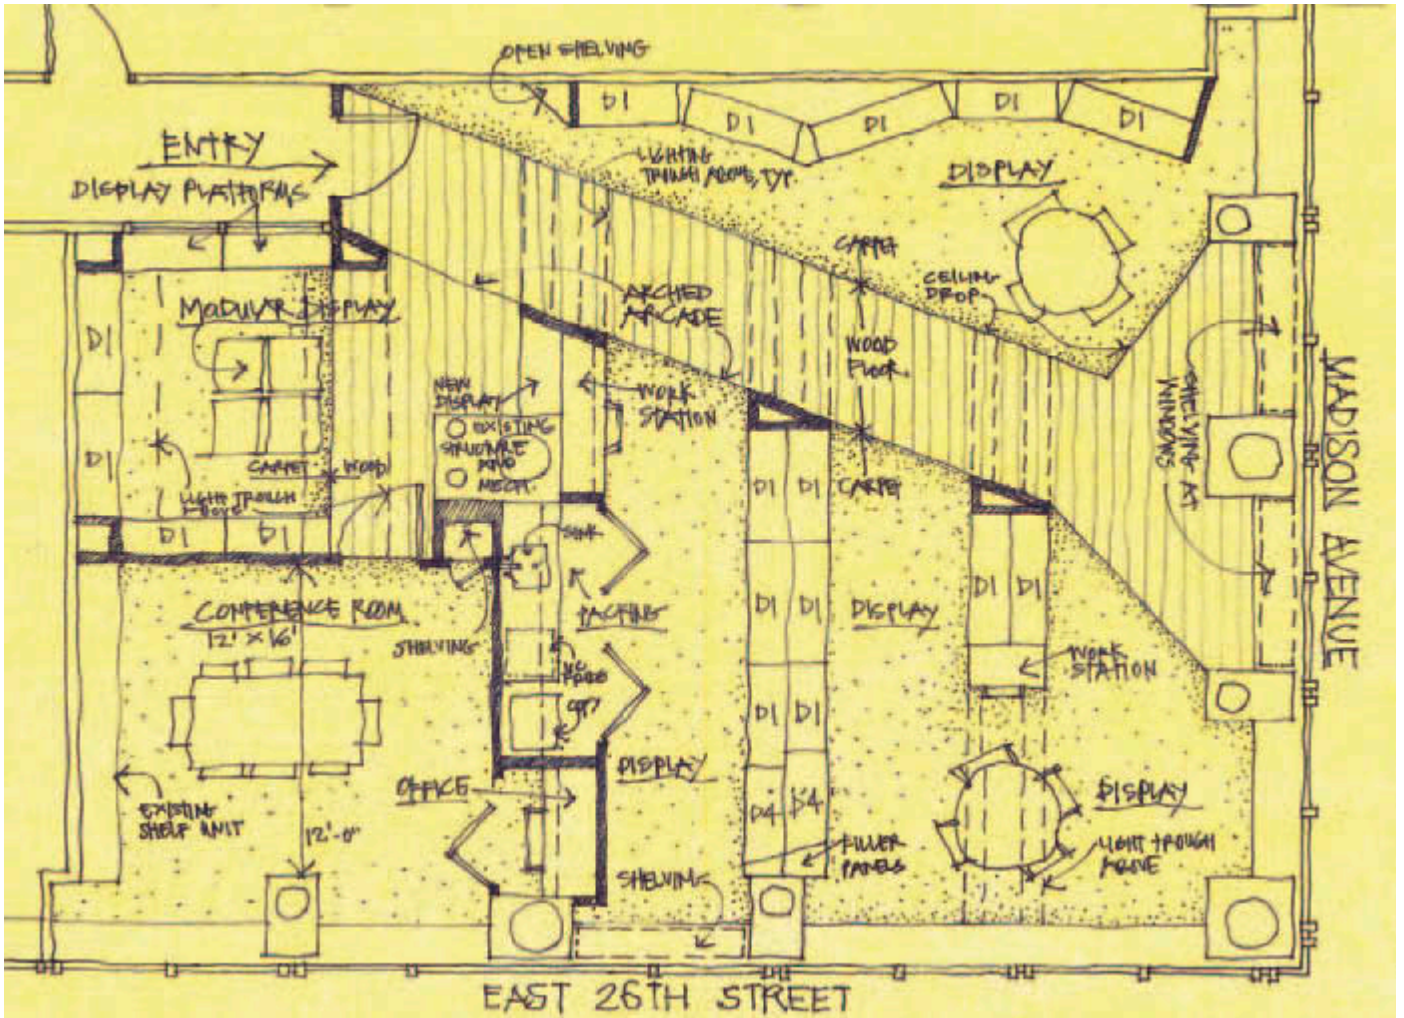 OPEN SHELVING
D1
D1
D1
D1
D1
ENTRY
DISPLAY PLATFORMS
LIGHTING
TROUGH ABOVE, TYP.
DISPLAY
CARPET
CEILING
DROP
ARCHED
ARCADE
WOOD
FLOOR
SHELVING AT
WINDOWS
MADISON AVENUE
MODULAR DISPLAY
D1
D1
NEW
DISPLAY
WORK
STATION
EXISTING
STRUCTURE
AND
MECH.
CARPET
WOOD
LIGHT TROUGH
ABOVE
D1
D1
CARPET
D1 D1
SINK
CONFERENCE ROOM
12' X 16'
SHELVING
PACKING
D1 D1
DISPLAY
D1 D1
WORK
STATION
D1 D1
OFFICE
DISPLAY
EXISTING
SHELF UNIT
12'-0"
D4 D4
DISPLAY
FILLER
PANELS
LIGHT TROUGH
ABOVE
SHELVING
EAST 26TH STREET